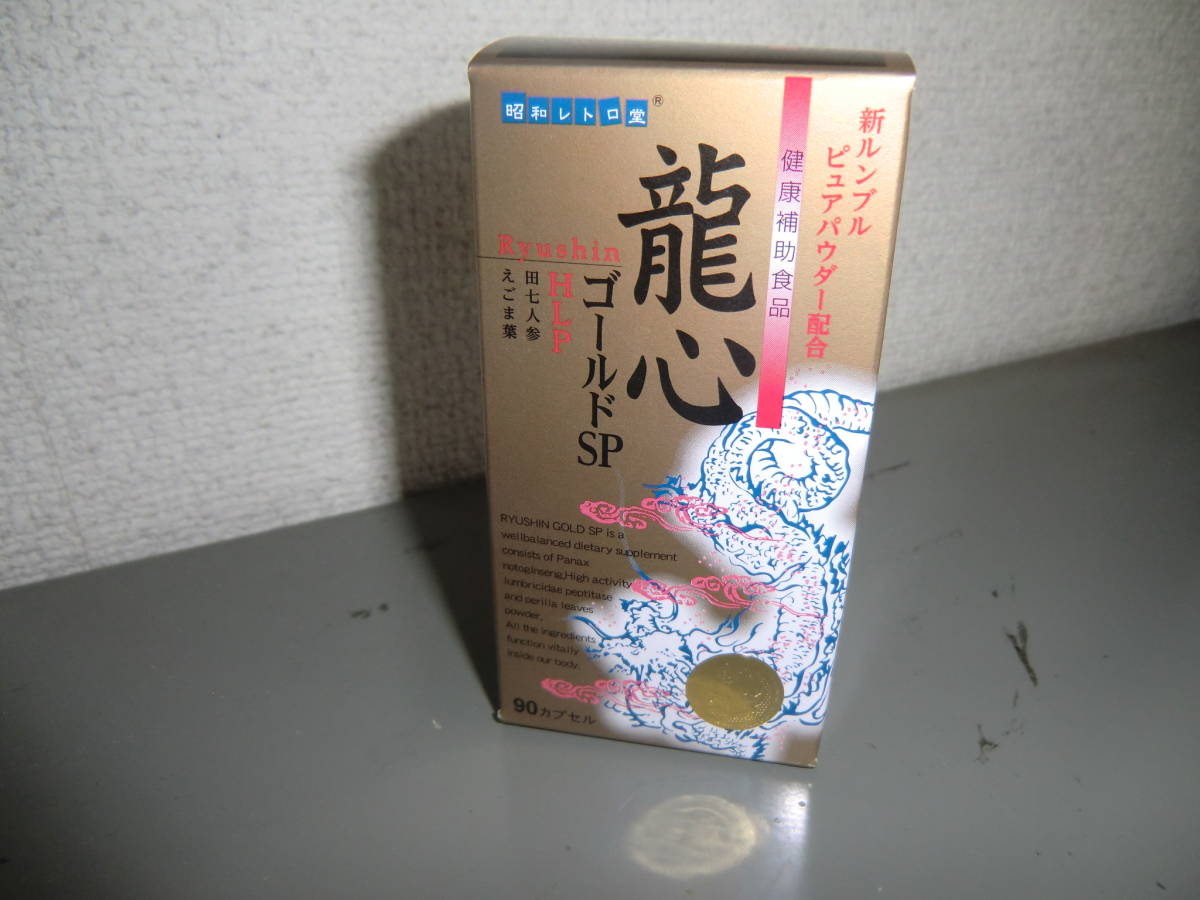 昭和レトロ堂®
新ルンブル
ピュアパウダー配合
健康補助食品
龍心
ゴールドSP
Ryushin
HLP
田七人参
えごま葉
RYUSHIN GOLD SP is a
wellbalanced dietary supplement
consists of Panax
notoginseng,High activity
lumbricidae peptitase
and perilla leaves
powder.
All the ingredients
function vitally
inside our body.
90カプセル